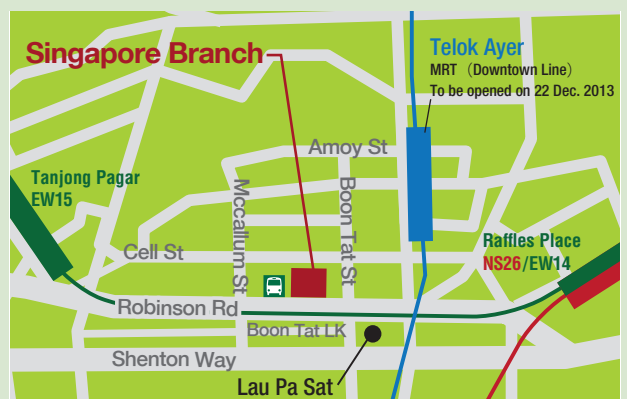 Singapore Branch
Telok Ayer
MRT （Downtown Line）
To be opened on 22 Dec. 2013
Amoy St
Tanjong Pagar
EW15
Mccallum St
Boon Tat St
Cell St
Raffles Place
NS26/EW14
Robinson Rd
Boon Tat LK
Shenton Way
Lau Pa Sat